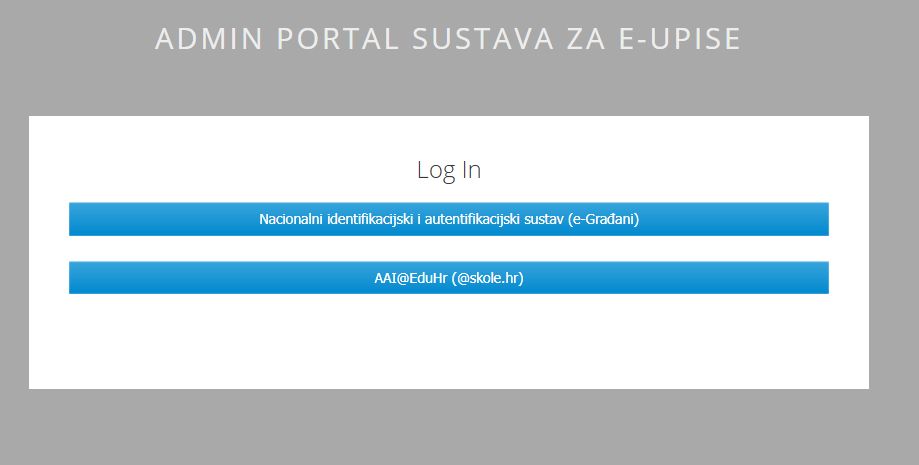 ADMIN PORTAL SUSTAVA ZA E-UPISE
Log In
Nacionalni identifikacijski i autentifikacijski sustav (e-Građani)
AAI@EduHr (@skole.hr)